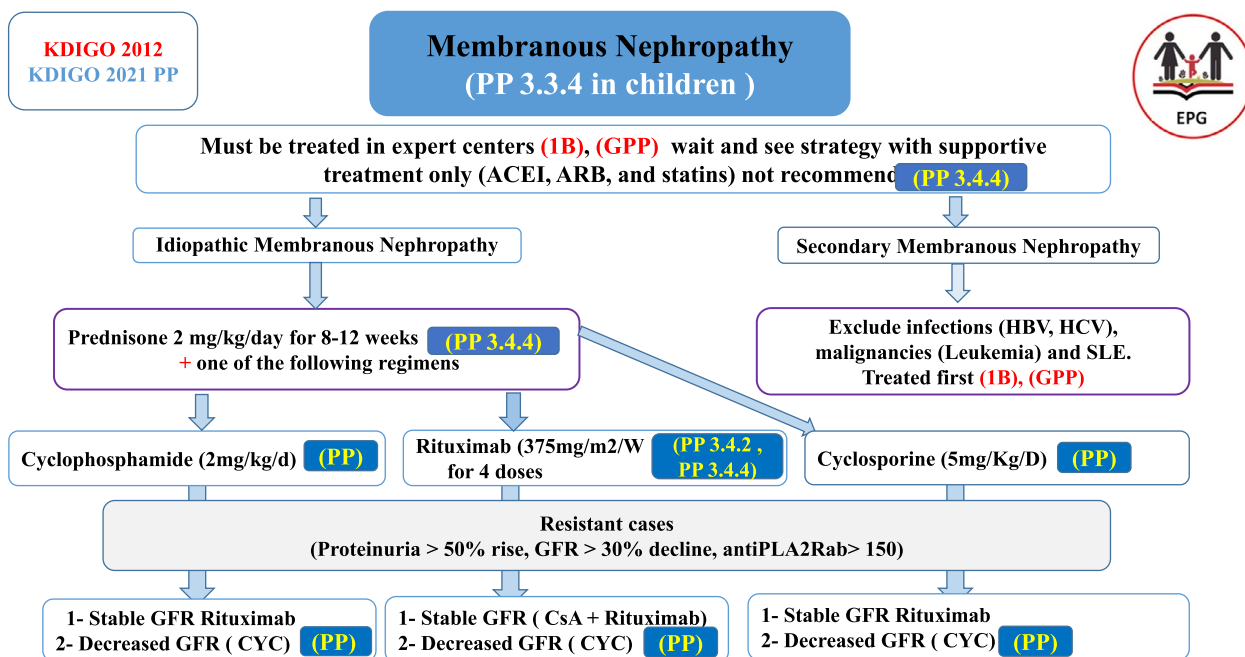 KDIGO 2012
KDIGO 2021 PP
Membranous Nephropathy
(PP 3.3.4 in children )
EPG
Must be treated in expert centers (1B), (GPP) wait and see strategy with supportive
treatment only (ACEI, ARB, and statins) not recommend
(PP 3.4.4)
Idiopathic Membranous Nephropathy
Secondary Membranous Nephropathy
Prednisone 2 mg/kg/day for 8-12 weeks
(PP 3.4.4)
+ one of the following regimens
Exclude infections (HBV, HCV),
malignancies (Leukemia) and SLE.
Treated first (1B), (GPP)
Cyclophosphamide (2mg/kg/d)
(PP)
Rituximab (375mg/m2/W
for 4 doses
(PP 3.4.2 ,
PP 3.4.4)
Cyclosporine (5mg/Kg/D)
(PP)
Resistant cases
(Proteinuria > 50% rise, GFR > 30% decline, antiPLA2Rab> 150)
1- Stable GFR Rituximab
2- Decreased GFR ( CYC)
(PP)
1- Stable GFR ( CsA + Rituximab)
2- Decreased GFR ( CYC)
(PP)
1- Stable GFR Rituximab
2- Decreased GFR ( CYC)
(PP)